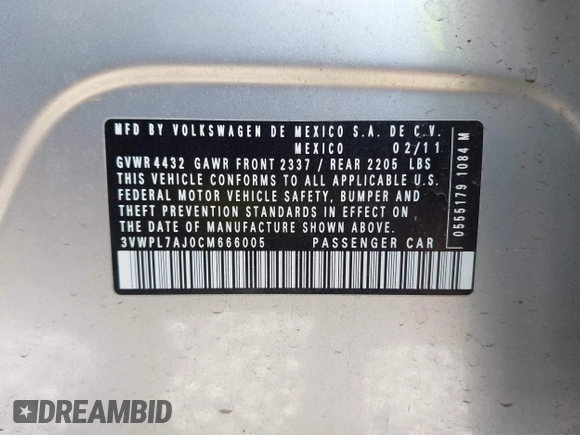 MFD BY VOLKSWAGEN DE MEXICO S.A. DE C.V.
MEXICO 02/11
GVWR 4432 GAWR FRONT 2337 / REAR 2205 LBS
THIS VEHICLE CONFORMS TO ALL APPLICABLE U.S.
FEDERAL MOTOR VEHICLE SAFETY, BUMPER AND
THEFT PREVENTION STANDARDS IN EFFECT ON
THE DATE OF MANUFACTURE SHOWN ABOVE.
3VWPL7AJ0CM666005 PASSENGER CAR
0555179 1084 M
DREAMBID